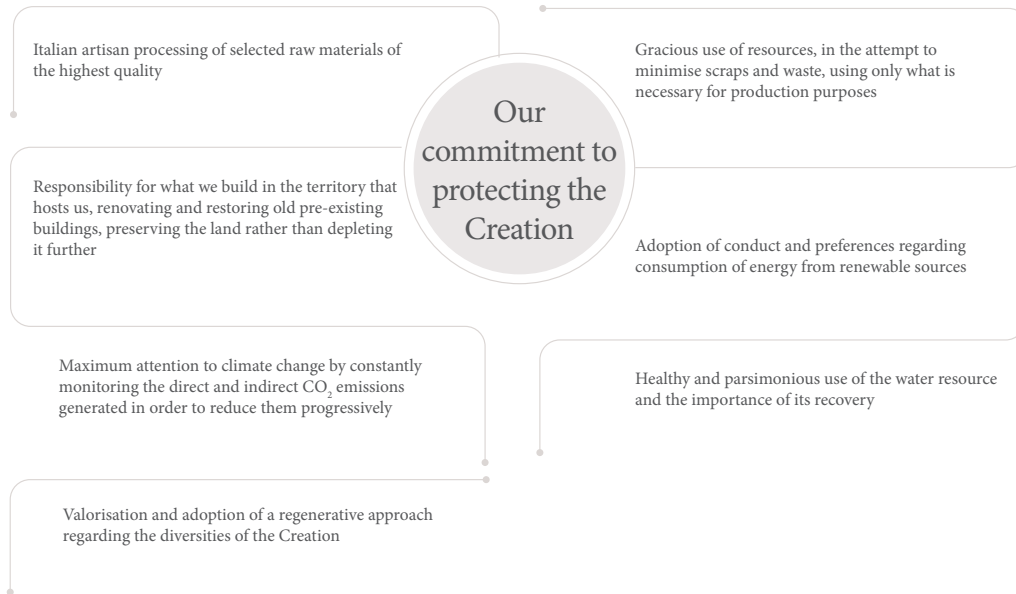 Italian artisan processing of selected raw materials of
the highest quality
Responsibility for what we build in the territory that
hosts us, renovating and restoring old pre-existing
buildings, preserving the land rather than depleting
it further
Maximum attention to climate change by constantly
monitoring the direct and indirect CO₂ emissions
generated in order to reduce them progressively
Valorisation and adoption of a regenerative approach
regarding the diversities of the Creation
Our
commitment to
protecting the
Creation
Gracious use of resources, in the attempt to
minimise scraps and waste, using only what is
necessary for production purposes
Adoption of conduct and preferences regarding
consumption of energy from renewable sources
Healthy and parsimonious use of the water resource
and the importance of its recovery